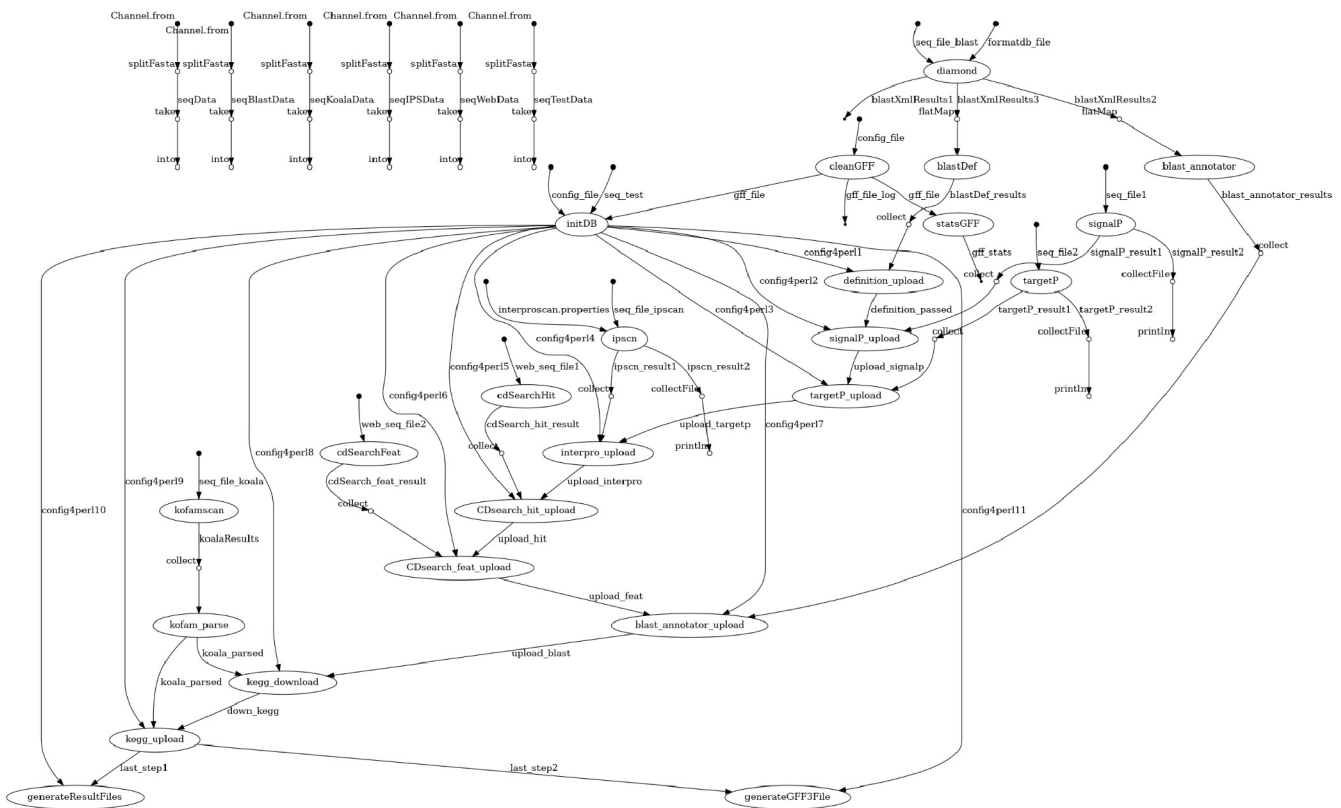 Channel.from
Channel.from
Channel.from
Channel.from
Channel.from
Channel.from
seq_file_blast
formatdb_file
splitFasta
splitFasta
splitFasta
splitFasta
splitFasta
splitFasta
diamond
seqData
seqBlastData
seqKoalaData
seqIPSData
seqWebData
seqTestData
blastXmlResults1
blastXmlResults3
blastXmlResults2
take
take
take
take
take
take
flatMap
flatMap
config_file
into
into
into
into
into
into
cleanGFF
blastDef
blast_annotator
config_file
seq_test
gff_file
gff_file_log
gff_file
blastDef_results
seq_file1
blast_annotator_results
initDB
collect
statsGFF
signalP
collect
config4perl1
gff_stats
seq_file2
signalP_result1
signalP_result2
definition_upload
collect
targetP
collectFile
config4perl2
config4perl3
interproscan.properties
seq_file_ipscan
definition_passed
targetP_result1
targetP_result2
config4perl4
ipscn
signalP_upload
collect
collectFile
println
config4perl5
web_seq_file1
ipscn_result1
ipscn_result2
upload_signalp
config4perl6
cdSearchHit
collect
collectFile
targetP_upload
println
web_seq_file2
cdSearch_hit_result
upload_targetp
config4perl7
config4perl8
cdSearchFeat
collect
interpro_upload
println
config4perl9
seq_file_koala
cdSearch_feat_result
upload_interpro
config4perl10
kofamscan
collect
CDsearch_hit_upload
config4perl11
koalaResults
upload_hit
collect
CDsearch_feat_upload
upload_feat
kofam_parse
blast_annotator_upload
koala_parsed
upload_blast
koala_parsed
kegg_download
down_kegg
kegg_upload
last_step1
last_step2
generateResultFiles
generateGFF3File